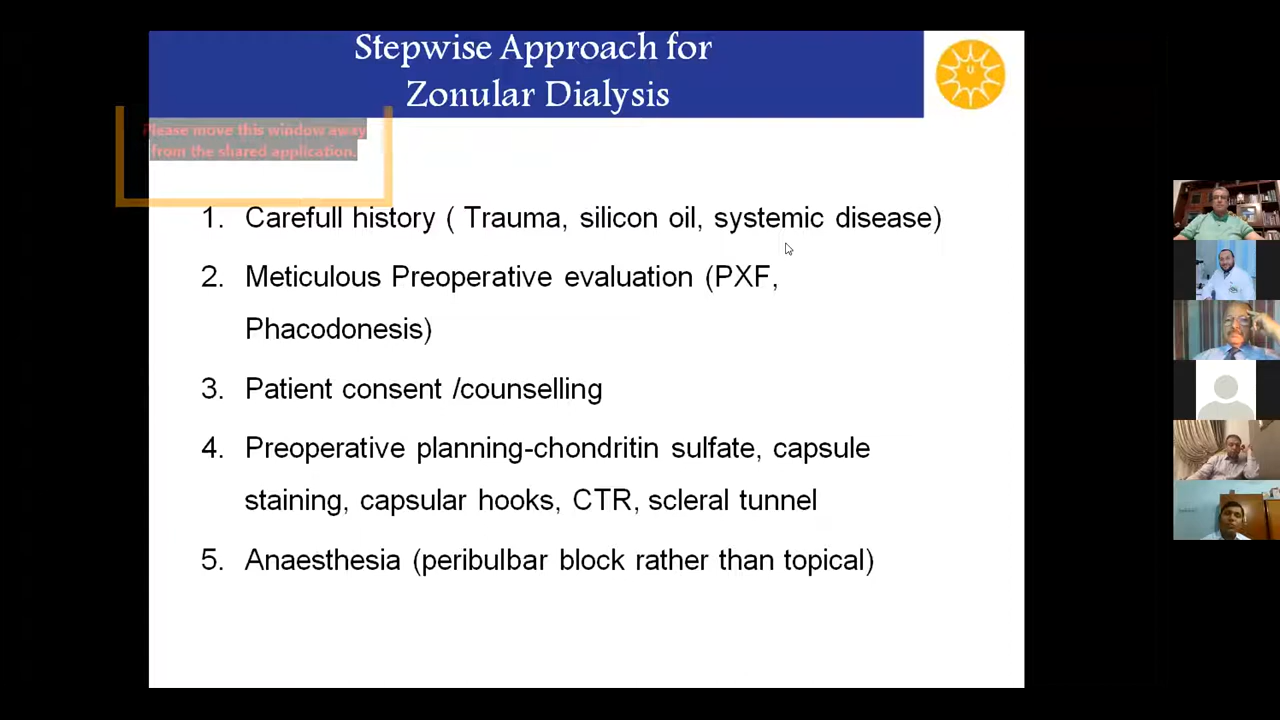 Stepwise Approach for
Zonular Dialysis
Please move this window away
from the shared application.
1. Carefull history ( Trauma, silicon oil, systemic disease)
2. Meticulous Preoperative evaluation (PXF,
Phacodonesis)
3. Patient consent /counselling
4. Preoperative planning-chondritin sulfate, capsule
staining, capsular hooks, CTR, scleral tunnel
5. Anaesthesia (peribulbar block rather than topical)